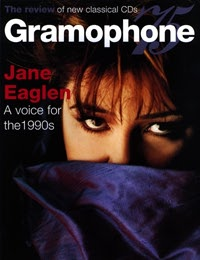 The review of new classical CDs
Gramophone
75
Jane
Eaglen
A voice for
the1990s